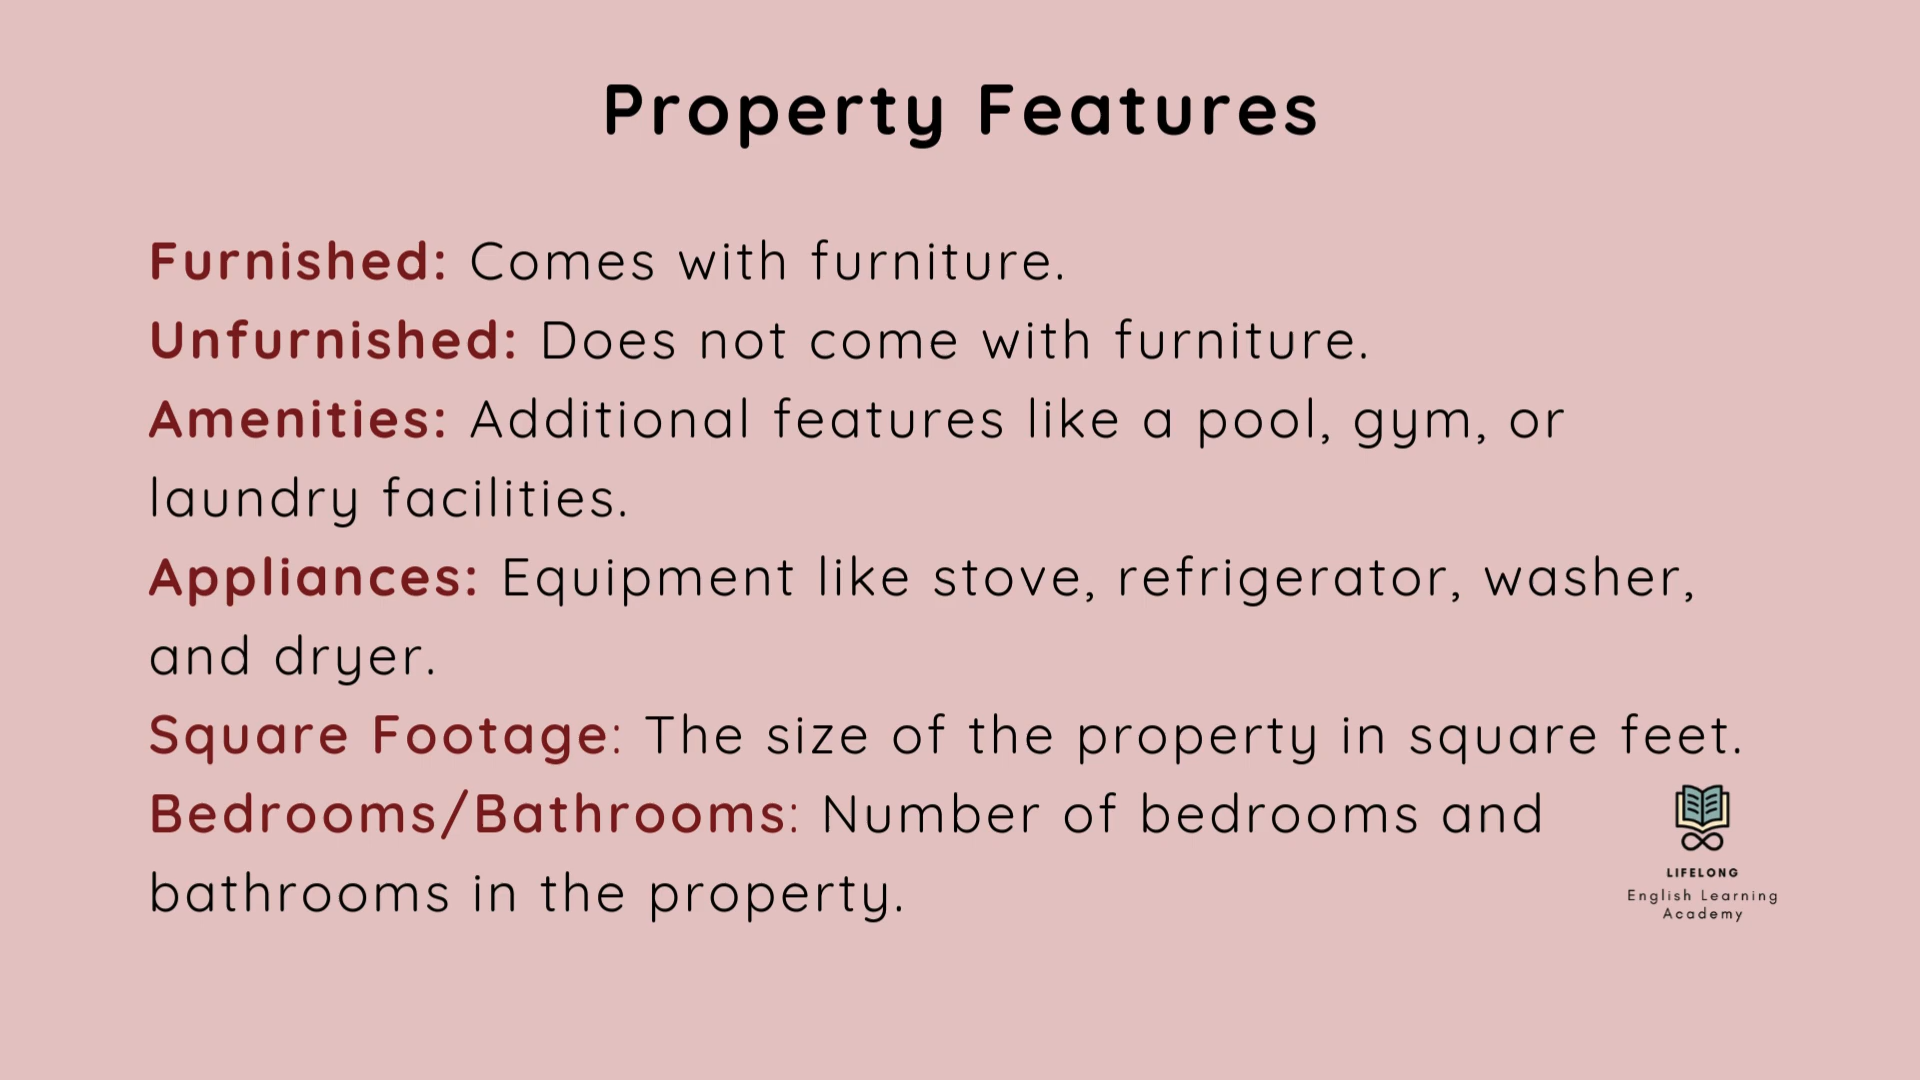 Property Features
Furnished: Comes with furniture.
Unfurnished: Does not come with furniture.
Amenities: Additional features like a pool, gym, or
laundry facilities.
Appliances: Equipment like stove, refrigerator, washer,
and dryer.
Square Footage: The size of the property in square feet.
Bedrooms/Bathrooms: Number of bedrooms and
bathrooms in the property.
LIFELONG
English Learning
Academy